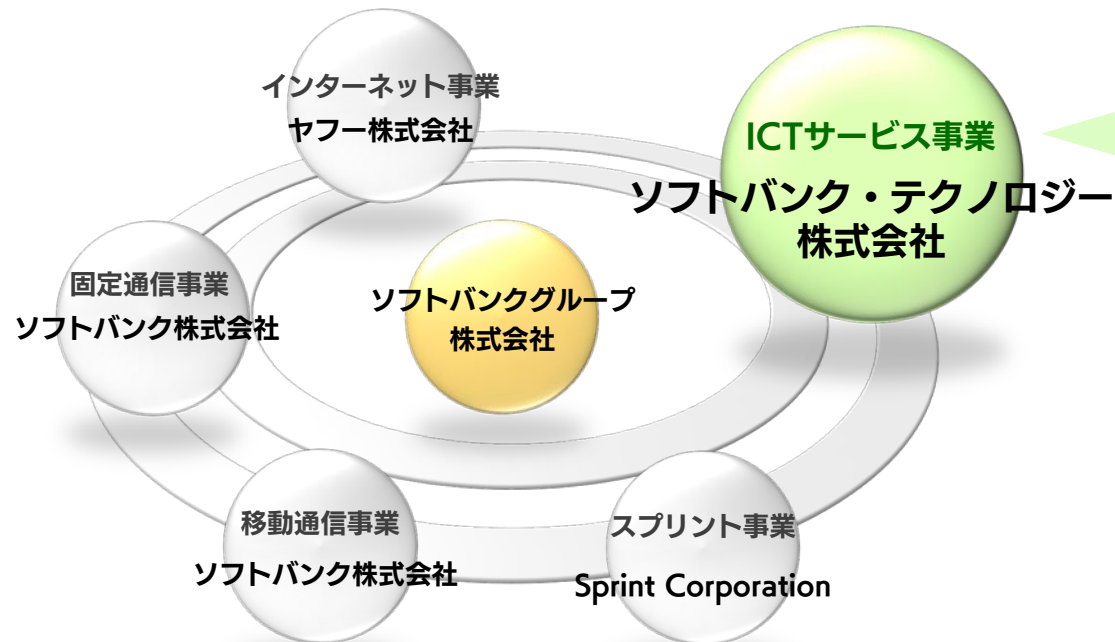 インターネット事業
ヤフー株式会社
ICTサービス事業
ソフトバンク・テクノロジー
株式会社
固定通信事業
ソフトバンク株式会社
ソフトバンクグループ
株式会社
移動通信事業
ソフトバンク株式会社
スプリント事業
Sprint Corporation